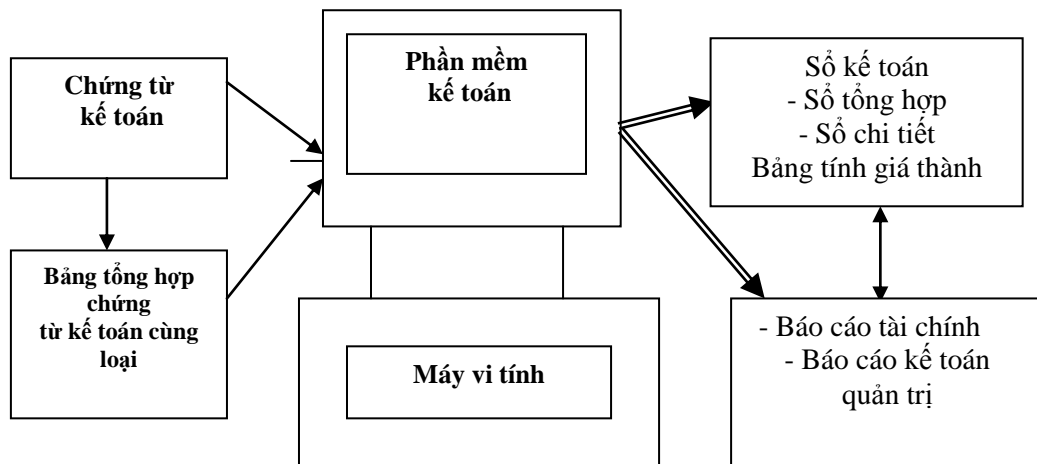 Chứng từ
kế toán
Bảng tổng hợp
chứng
từ kế toán cùng
loại
Phần mềm
kế toán
Máy vi tính
Sổ kế toán
- Sổ tổng hợp
- Sổ chi tiết
Bảng tính giá thành
- Báo cáo tài chính
- Báo cáo kế toán
quản trị